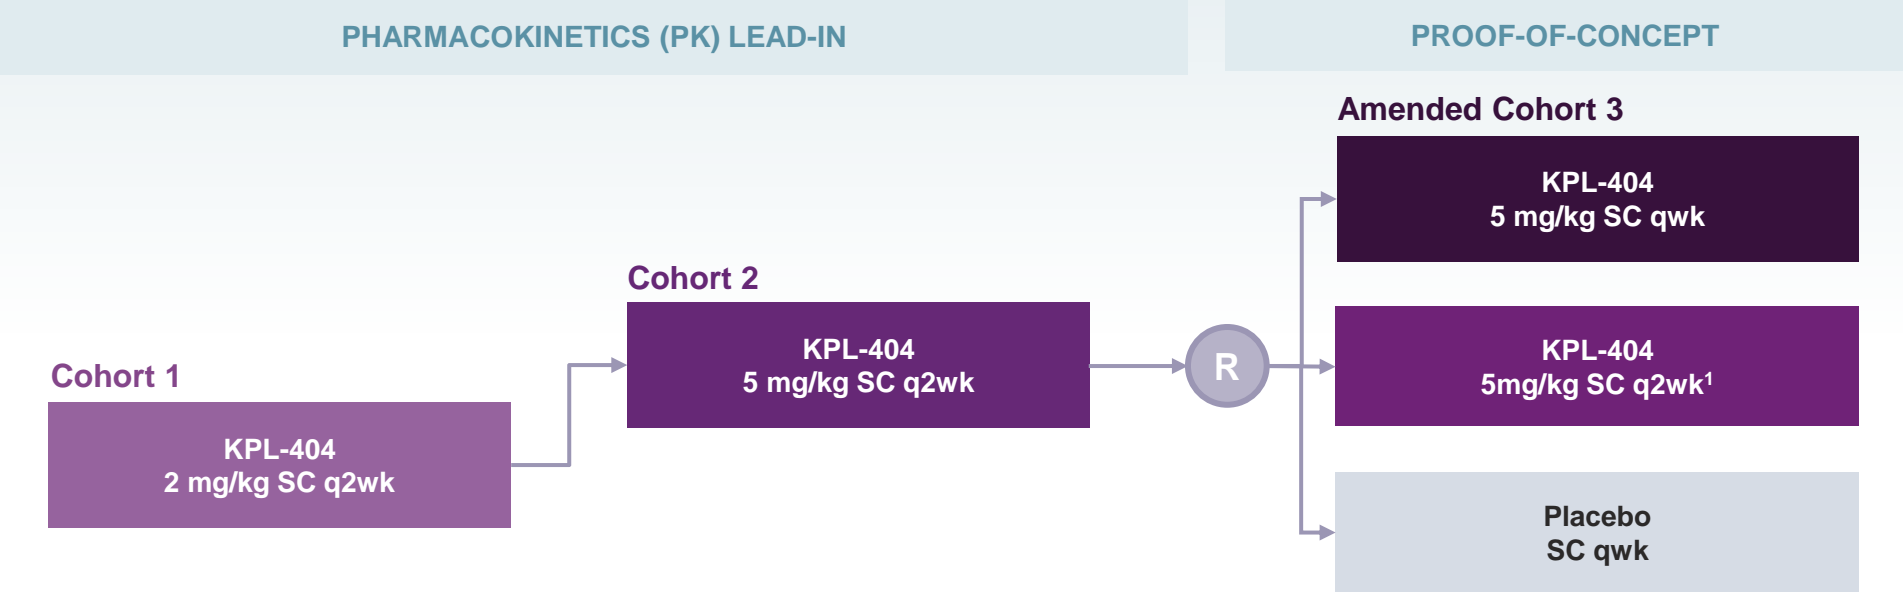 PHARMACOKINETICS (PK) LEAD-IN
PROOF-OF-CONCEPT
Cohort 1
KPL-404
2 mg/kg SC q2wk
Cohort 2
KPL-404
5 mg/kg SC q2wk
R
Amended Cohort 3
KPL-404
5 mg/kg SC qwk
KPL-404
5mg/kg SC q2wk¹
Placebo
SC qwk